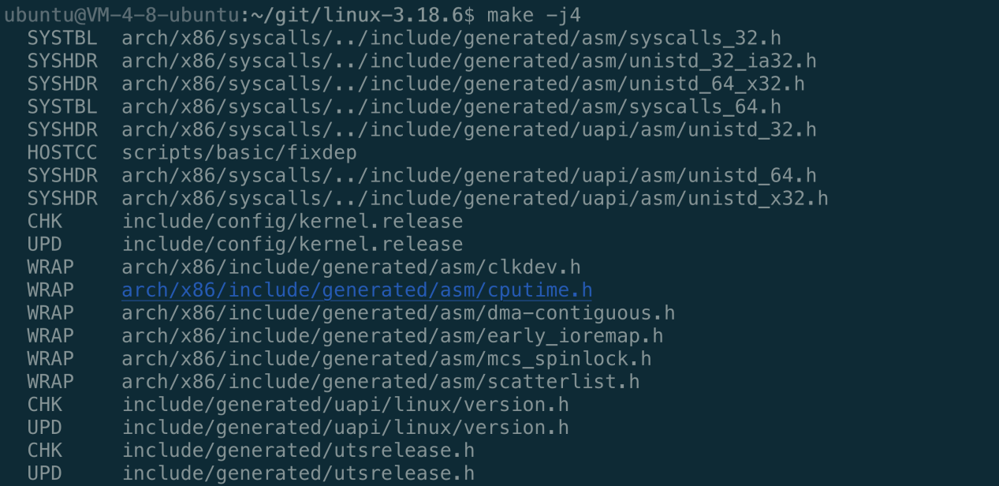 ubuntu@VM-4-8-ubuntu:~/git/linux-3.18.6$ make -j4
SYSTBL  arch/x86/syscalls/../include/generated/asm/syscalls_32.h
SYSHDR  arch/x86/syscalls/../include/generated/asm/unistd_32_ia32.h
SYSHDR  arch/x86/syscalls/../include/generated/asm/unistd_64_x32.h
SYSTBL  arch/x86/syscalls/../include/generated/asm/syscalls_64.h
SYSHDR  arch/x86/syscalls/../include/generated/uapi/asm/unistd_32.h
HOSTCC  scripts/basic/fixdep
SYSHDR  arch/x86/syscalls/../include/generated/uapi/asm/unistd_64.h
SYSHDR  arch/x86/syscalls/../include/generated/uapi/asm/unistd_x32.h
CHK     include/config/kernel.release
UPD     include/config/kernel.release
WRAP    arch/x86/include/generated/asm/clkdev.h
WRAP    arch/x86/include/generated/asm/cputime.h
WRAP    arch/x86/include/generated/asm/dma-contiguous.h
WRAP    arch/x86/include/generated/asm/early_ioremap.h
WRAP    arch/x86/include/generated/asm/mcs_spinlock.h
WRAP    arch/x86/include/generated/asm/scatterlist.h
CHK     include/generated/uapi/linux/version.h
UPD     include/generated/uapi/linux/version.h
CHK     include/generated/utsrelease.h
UPD     include/generated/utsrelease.h